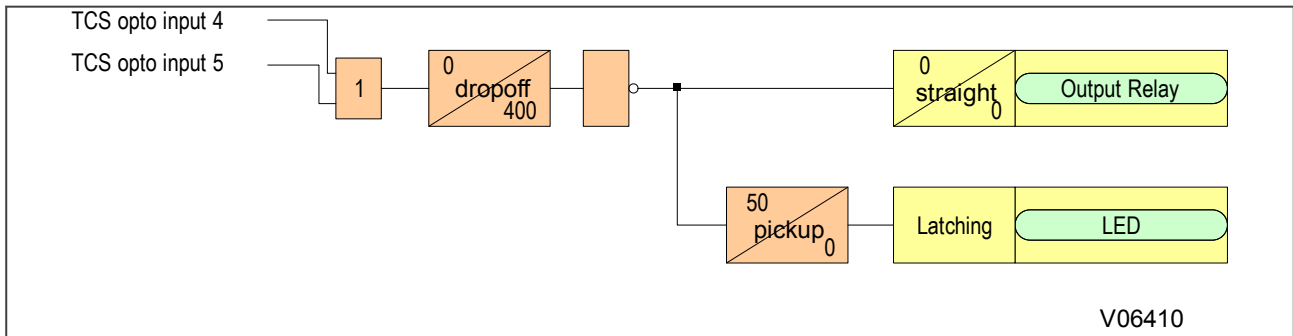 TCS opto input 4
TCS opto input 5
1
0
dropoff
400
0
straight
0
Output Relay
50
pickup
0
Latching
LED
V06410